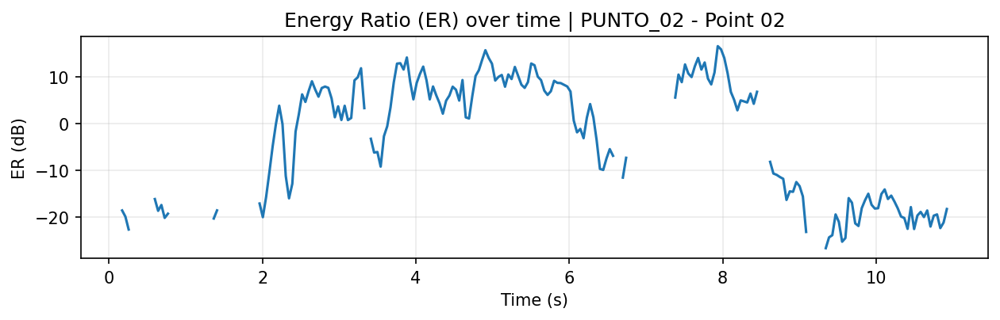 Energy Ratio (ER) over time | PUNTO_02 - Point 02
ER (dB)
10
0
−10
−20
0 2 4 6 8 10
Time (s)